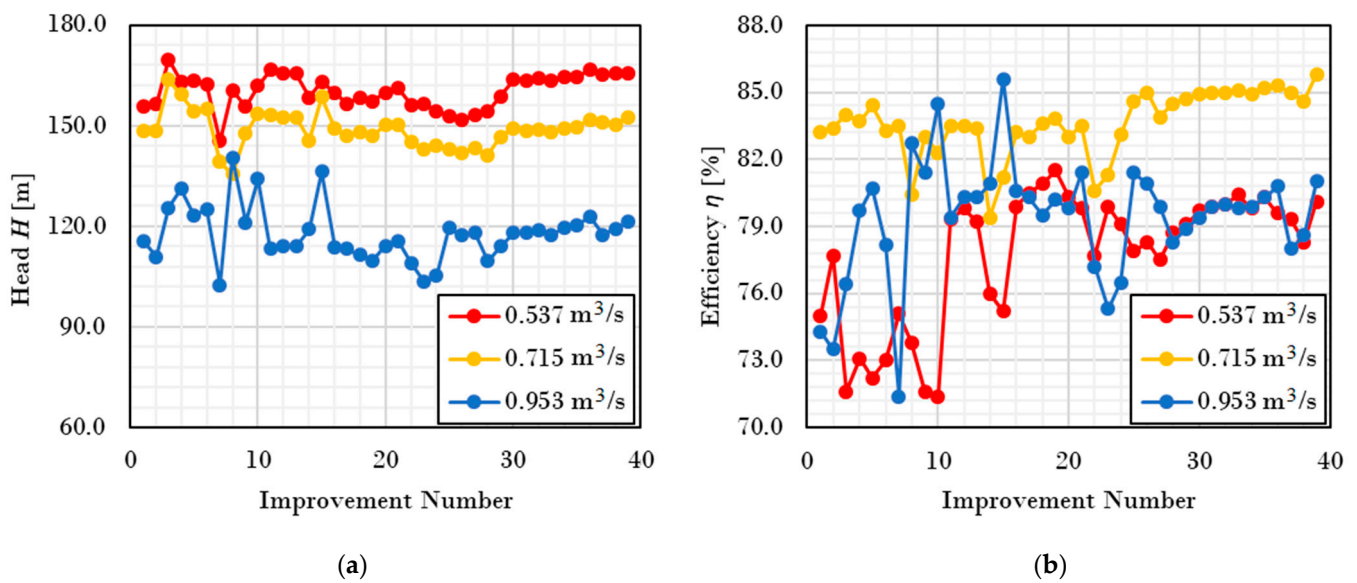 180.0
150.0
120.0
90.0
60.0
Head H [m]
0.537 m³/s
0.715 m³/s
0.953 m³/s
0 10 20 30 40
Improvement Number
(a)
88.0
85.0
82.0
79.0
76.0
73.0
70.0
Efficiency η [%]
0.537 m³/s
0.715 m³/s
0.953 m³/s
0 10 20 30 40
Improvement Number
(b)